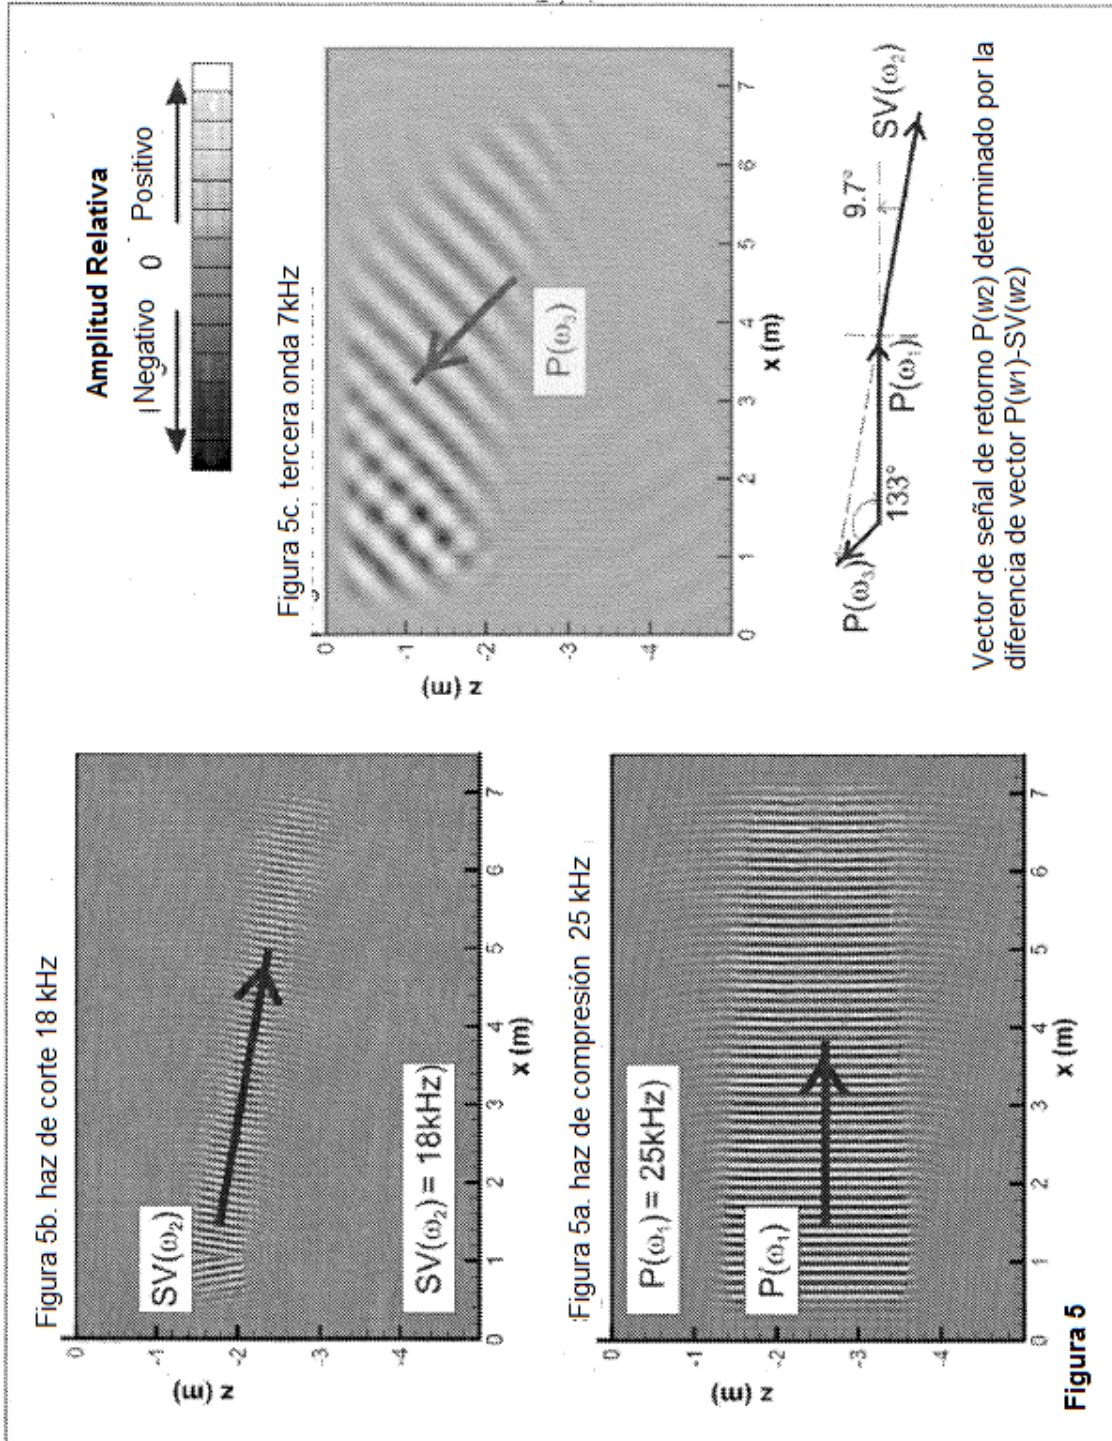 Figura 5b. haz de corte 18 kHz
0
-1
-2
-3
-4
z (m)
SV(ω₂)
SV(ω₂) = 18kHz)
0 1 2 3 4 5 6 7
x (m)
Amplitud Relativa
Negativo 0 Positivo
Figura 5c. tercera onda 7kHz
0
-1
-2
-3
-4
z (m)
P(ω₃)
0 1 2 3 4 5 6 7
x (m)
Figura 5a. haz de compresión 25 kHz
0
-1
-2
-3
-4
z (m)
P(ω₁) = 25kHz)
P(ω₁)
0 1 2 3 4 5 6 7
x (m)
P(ω₃)
133°
P(ω₁)
9.7°
SV(ω₂)
Vector de señal de retorno P(w2) determinado por la
diferencia de vector P(w1)-SV(w2)
Figura 5